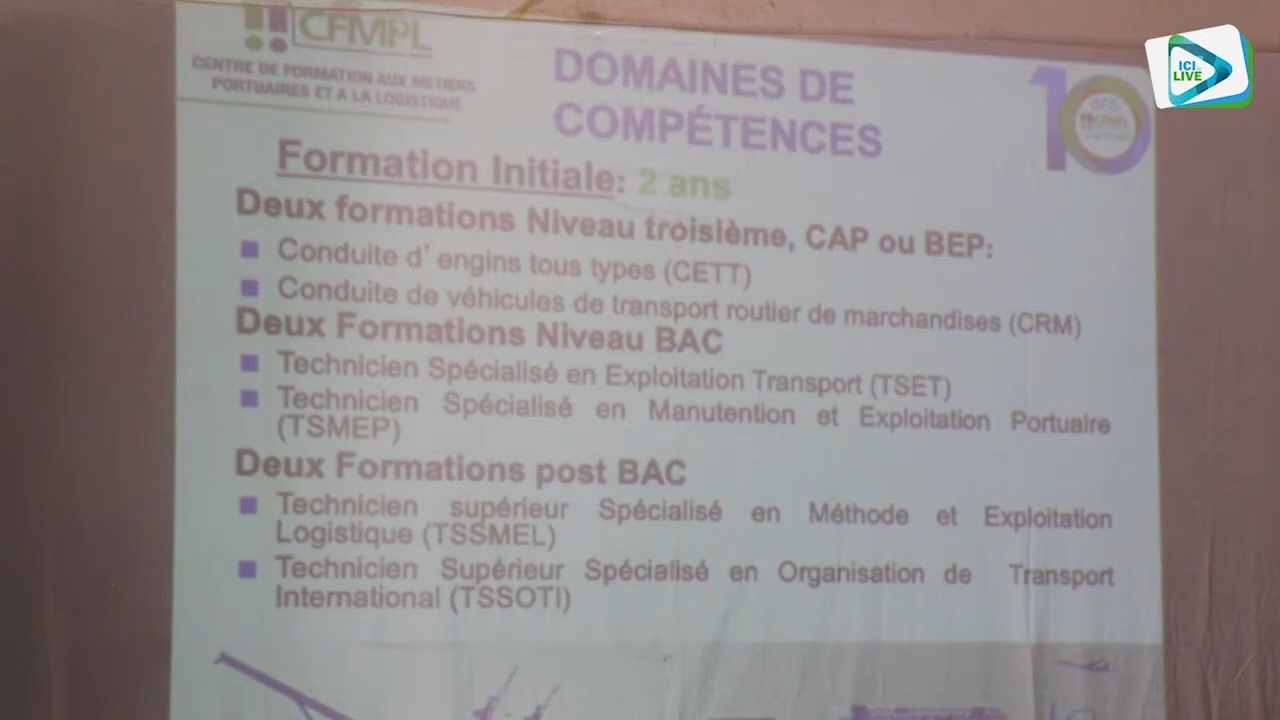 CFMPL
CENTRE DE FORMATION AUX METIERS
PORTUAIRES ET A LA LOGISTIQUE
DOMAINES DE
COMPÉTENCES
10
ICI
LIVE
Formation Initiale: 2 ans
Deux formations Niveau troisième, CAP ou BEP:
Conduite d' engins tous types (CETT)
Conduite de véhicules de transport routier de marchandises (CRM)
Deux Formations Niveau BAC
Technicien Spécialisé en Exploitation Transport (TSET)
Technicien Spécialisé en Manutention et Exploitation Portuaire
(TSMEP)
Deux Formations post BAC
Technicien supérieur Spécialisé en Méthode et Exploitation
Logistique (TSSMEL)
Technicien Supérieur Spécialisé en Organisation de Transport
International (TSSOTI)